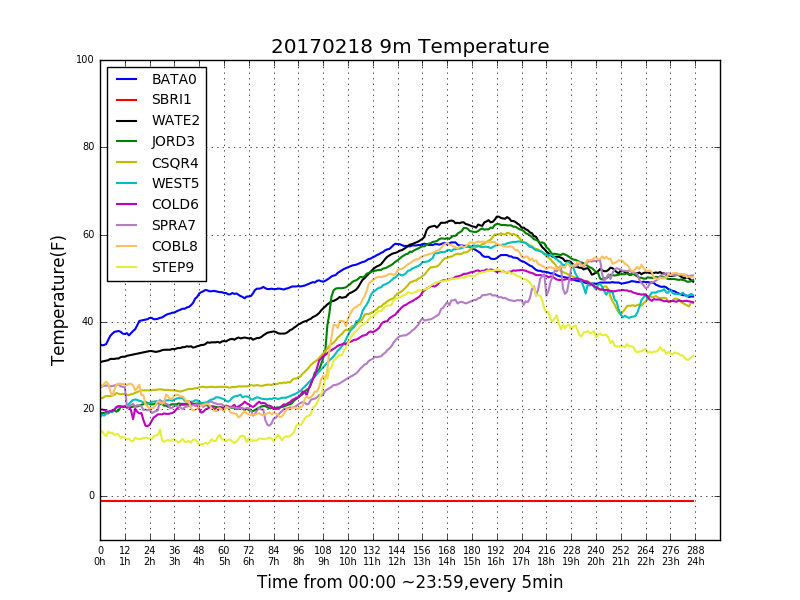 20170218 9m Temperature
100
80
60
40
20
0
Temperature(F)
BATA0
SBRI1
WATE2
JORD3
CSQR4
WEST5
COLD6
SPRA7
COBL8
STEP9
0 12 24 36 48 60 72 84 96 108 120 132 144 156 168 180 192 204 216 228 240 252 264 276 288
0h 1h 2h 3h 4h 5h 6h 7h 8h 9h 10h 11h 12h 13h 14h 15h 16h 17h 18h 19h 20h 21h 22h 23h 24h
Time from 00:00 ~23:59,every 5min